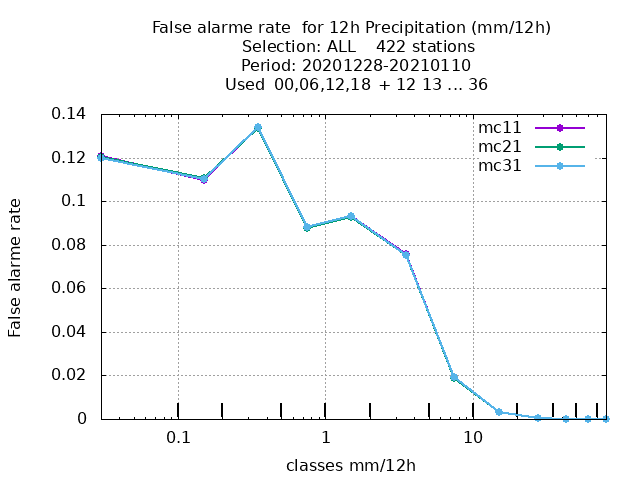 False alarme rate  for 12h Precipitation (mm/12h)
Selection: ALL    422 stations
Period: 20201228-20210110
Used  00,06,12,18  + 12 13 ... 36
0.14
0.12
0.1
0.08
0.06
0.04
0.02
0
False alarme rate
mc11
mc21
mc31
0.1
1
10
classes mm/12h